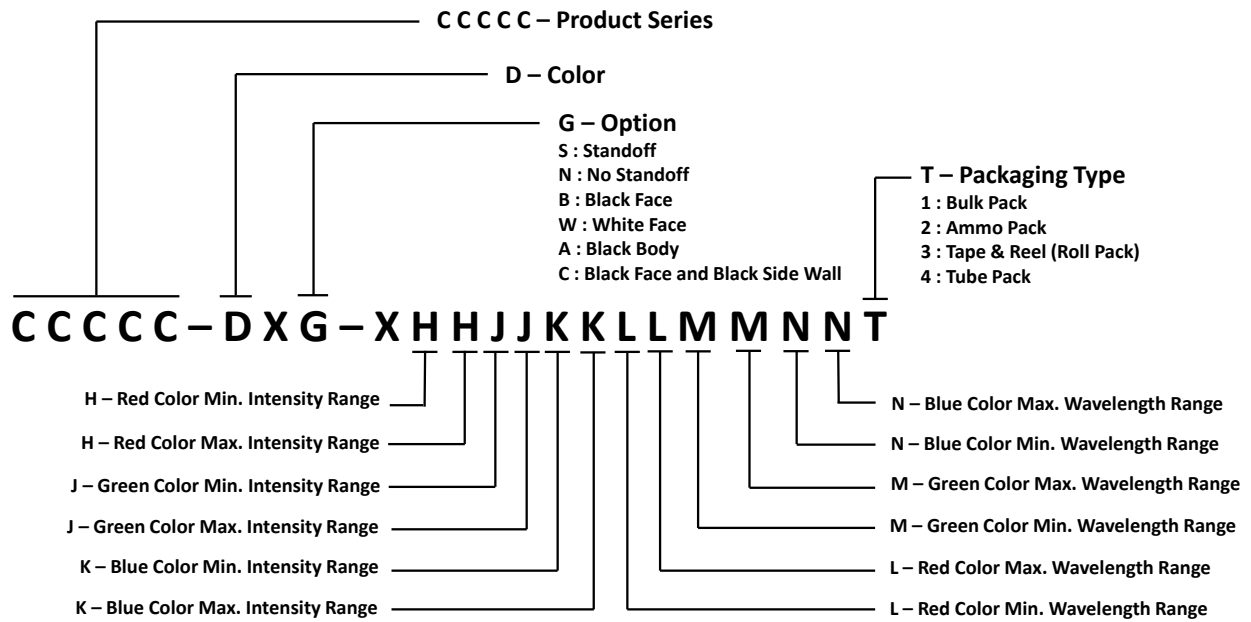 C C C C C – Product Series
D – Color
G – Option
S : Standoff
N : No Standoff
B : Black Face
W : White Face
A : Black Body
C : Black Face and Black Side Wall
T – Packaging Type
1 : Bulk Pack
2 : Ammo Pack
3 : Tape & Reel (Roll Pack)
4 : Tube Pack
C C C C C – D X G – X H H J J K K L L M M N N T
H – Red Color Min. Intensity Range
H – Red Color Max. Intensity Range
J – Green Color Min. Intensity Range
J – Green Color Max. Intensity Range
K – Blue Color Min. Intensity Range
K – Blue Color Max. Intensity Range
N – Blue Color Max. Wavelength Range
N – Blue Color Min. Wavelength Range
M – Green Color Max. Wavelength Range
M – Green Color Min. Wavelength Range
L – Red Color Max. Wavelength Range
L – Red Color Min. Wavelength Range